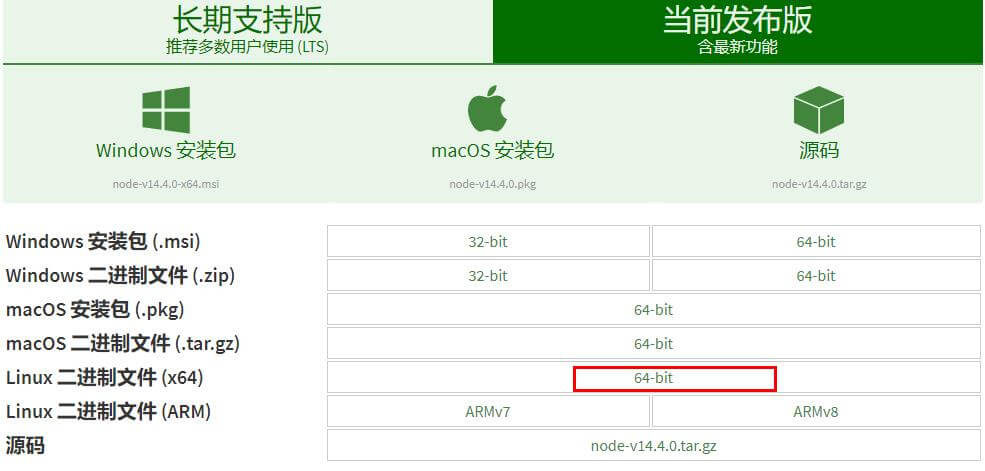 长期支持版 当前发布版
推荐多数用户使用 (LTS) 含最新功能
Windows 安装包 macOS 安装包 源码
node-v14.4.0-x64.msi node-v14.4.0.pkg node-v14.4.0.tar.gz
Windows 安装包 (.msi) 32-bit 64-bit
Windows 二进制文件 (.zip) 32-bit 64-bit
macOS 安装包 (.pkg) 64-bit
macOS 二进制文件 (.tar.gz) 64-bit
Linux 二进制文件 (x64) 64-bit
Linux 二进制文件 (ARM) ARMv7 ARMv8
源码 node-v14.4.0.tar.gz